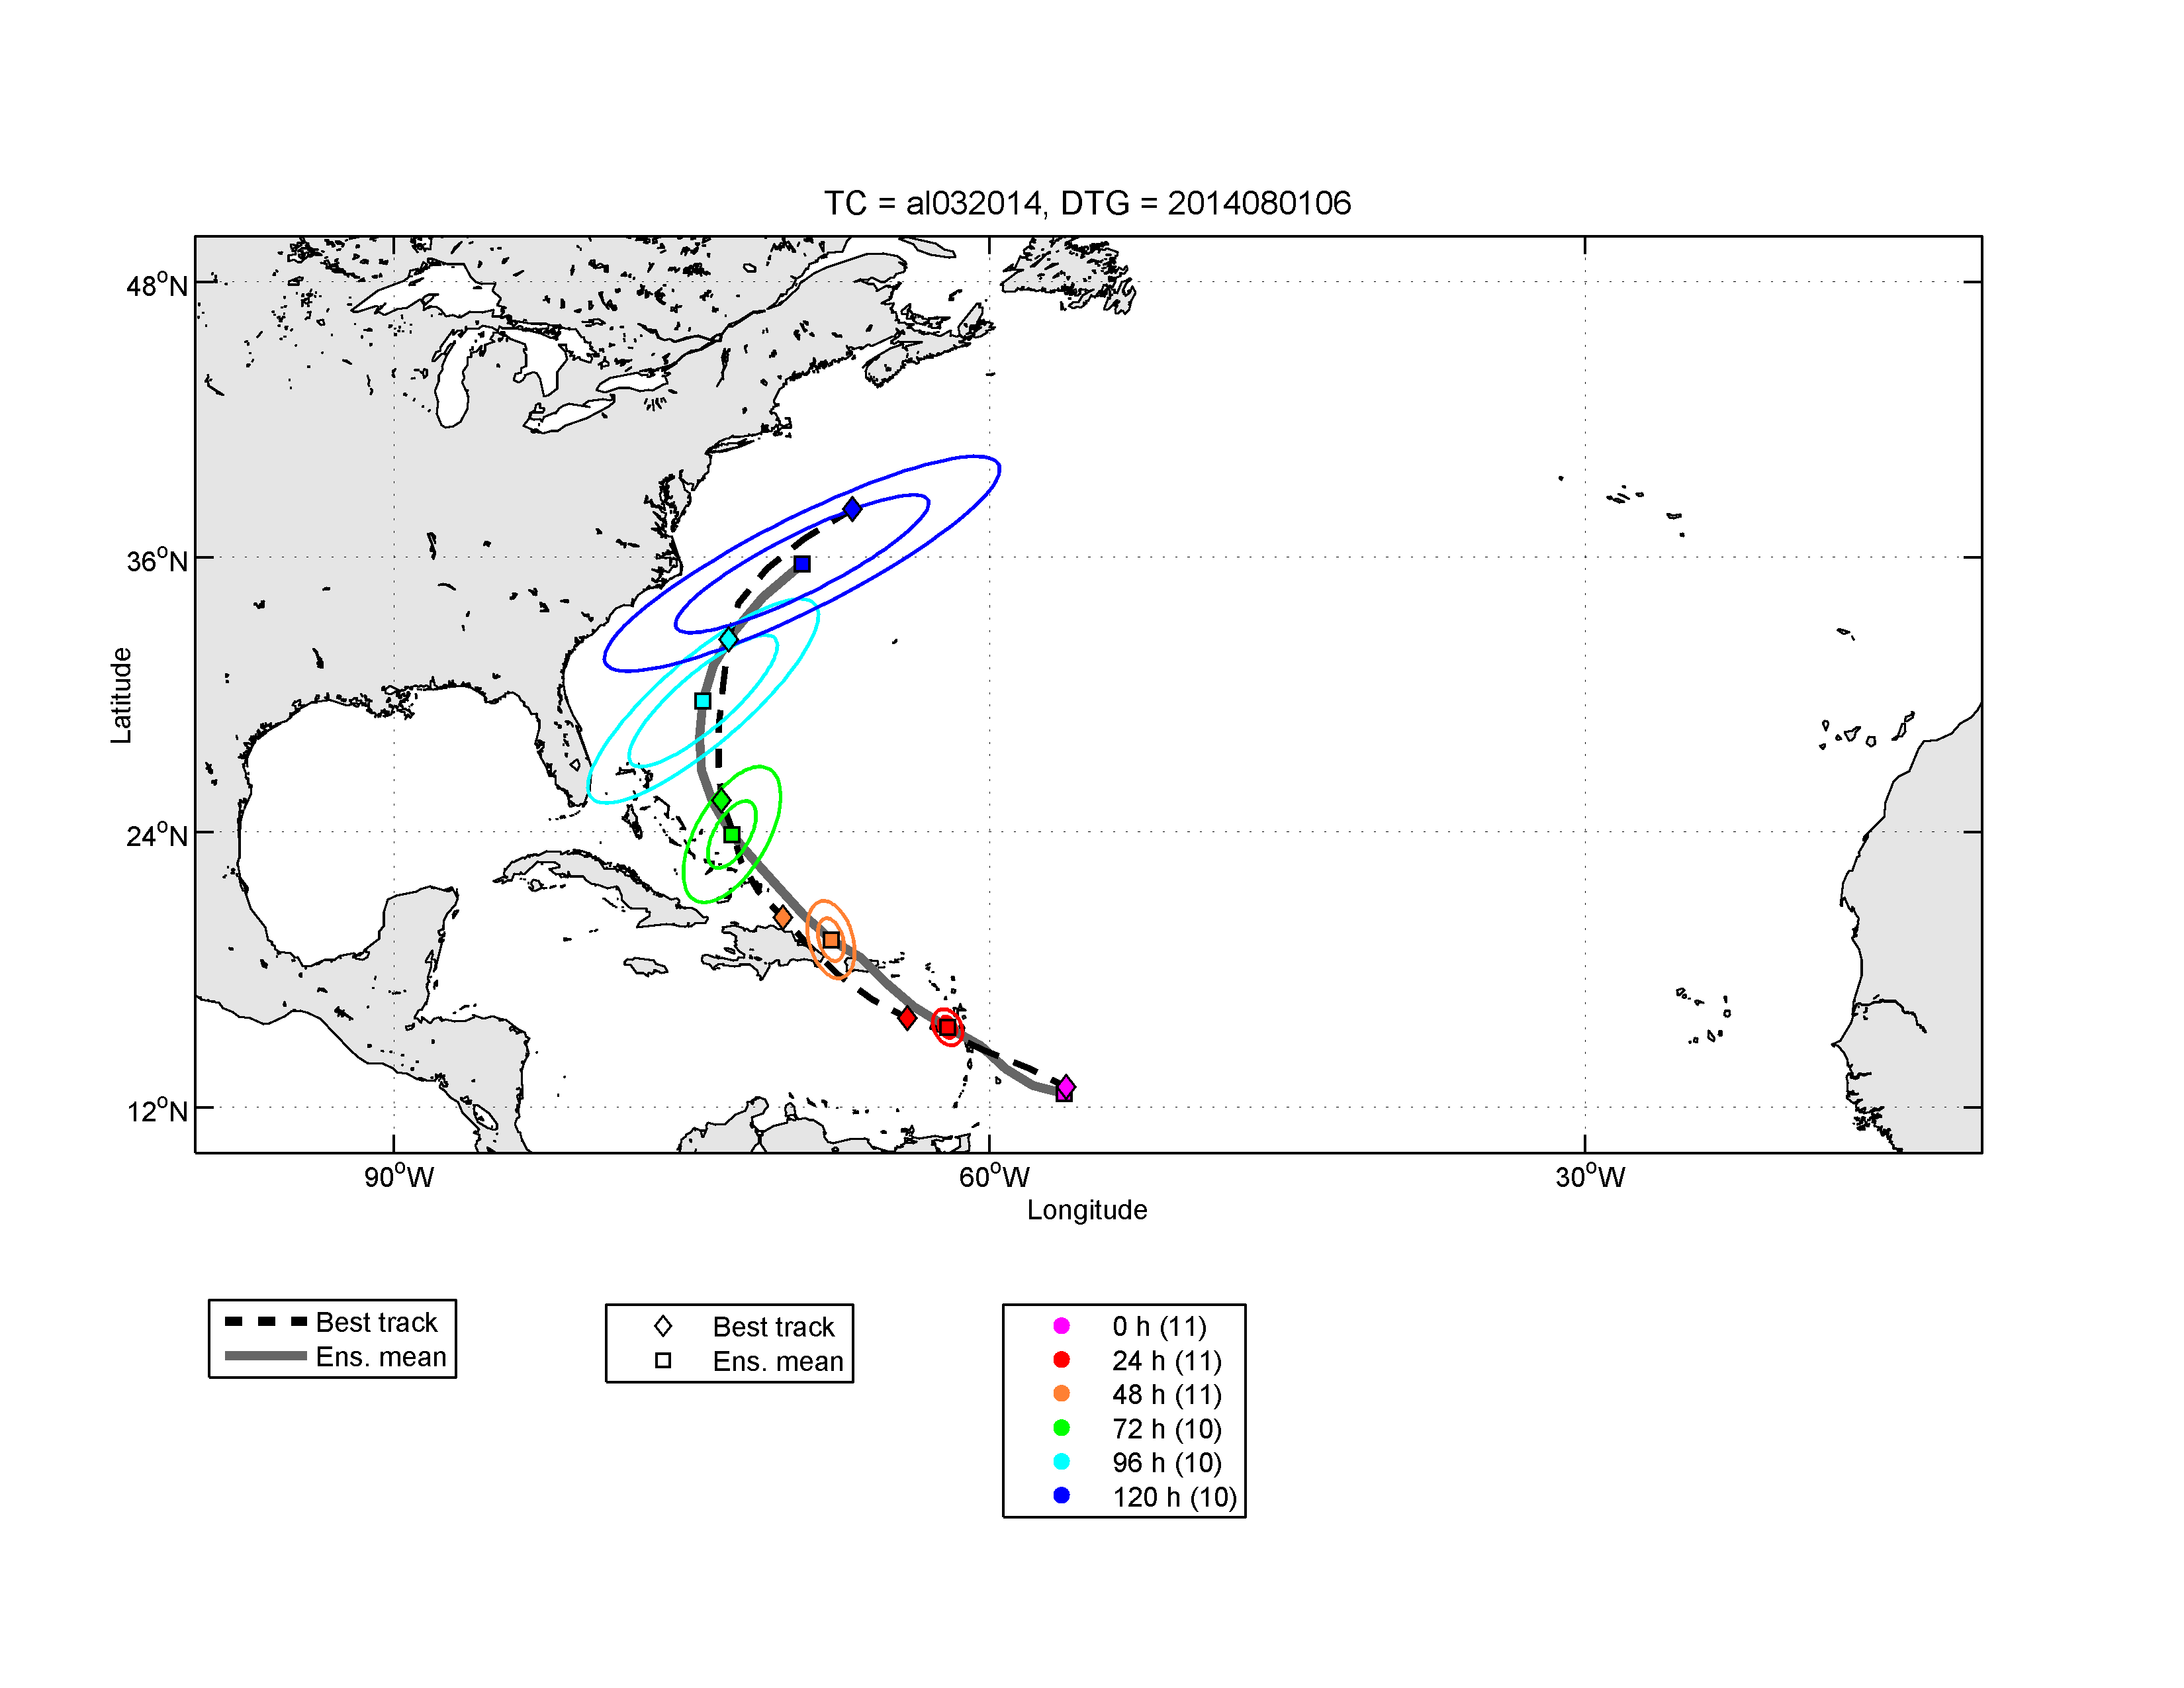 TC = al032014, DTG = 2014080106
48°N
36°N
24°N
12°N
Latitude
90°W
60°W
30°W
Longitude
Best track
Ens. mean
Best track
Ens. mean
0 h (11)
24 h (11)
48 h (11)
72 h (10)
96 h (10)
120 h (10)